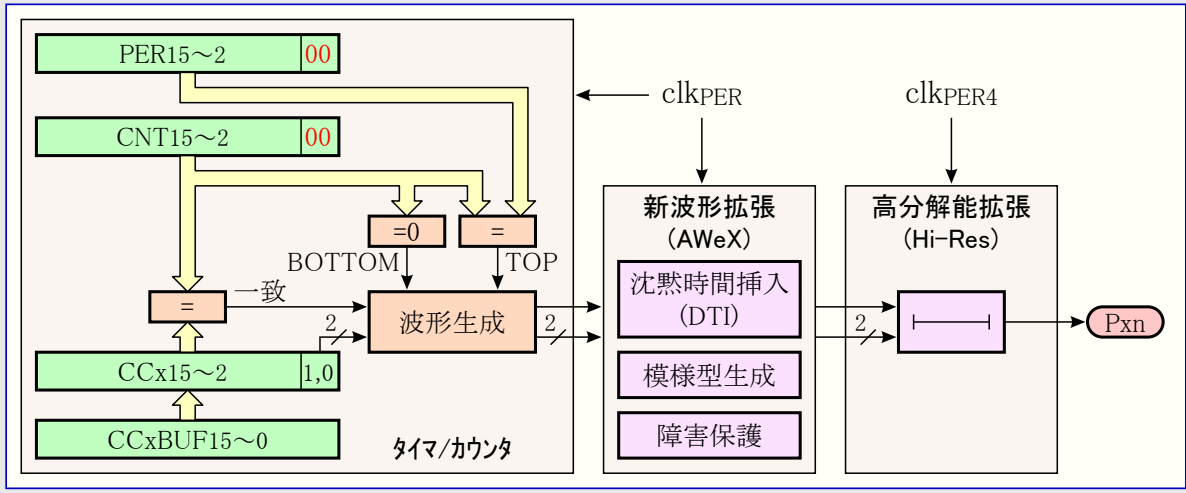 PER15～2 00
clkPER
clkPER4
CNT15～2 00
新波形拡張
(AWeX)
高分解能拡張
(Hi-Res)
=0
=
BOTTOM
TOP
沈黙時間挿入
(DTI)
=
一致
波形生成
2
2
2
Pxn
CCx15～2 1,0
模様型生成
CCxBUF15～0
障害保護
タイマ/カウンタ